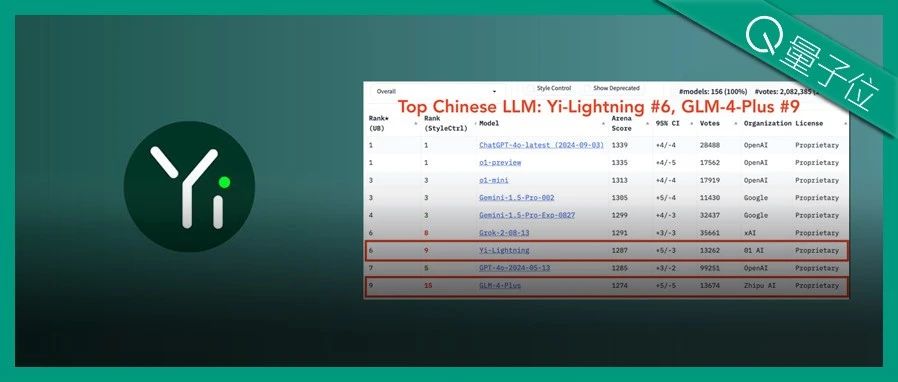 量子位
Yi
Overall Style Control Show Deprecated #models: 156 (100%) #votes: 2,082,385
Top Chinese LLM: Yi-Lightning #6, GLM-4-Plus #9
Rank* (UB) Rank (StyleCtrl) Model Arena Score 95% CI Votes Organization License
1 1 ChatGPT-4o-latest (2024-09-03) 1339 +4/-4 28488 OpenAI Proprietary
1 1 o1-preview 1335 +4/-5 17562 OpenAI Proprietary
3 3 o1-mini 1313 +4/-4 17919 OpenAI Proprietary
3 3 Gemini-1.5-Pro-002 1305 +5/-4 11430 Google Proprietary
4 3 Gemini-1.5-Pro-Exp-0827 1299 +4/-3 32437 Google Proprietary
6 8 Grok-2-08-13 1291 +3/-3 35661 xAI Proprietary
6 9 Yi-Lightning 1287 +5/-3 13262 01 AI Proprietary
7 5 GPT-4o-2024-05-13 1285 +3/-2 99251 OpenAI Proprietary
9 15 GLM-4-Plus 1274 +5/-5 13674 Zhipu AI Proprietary